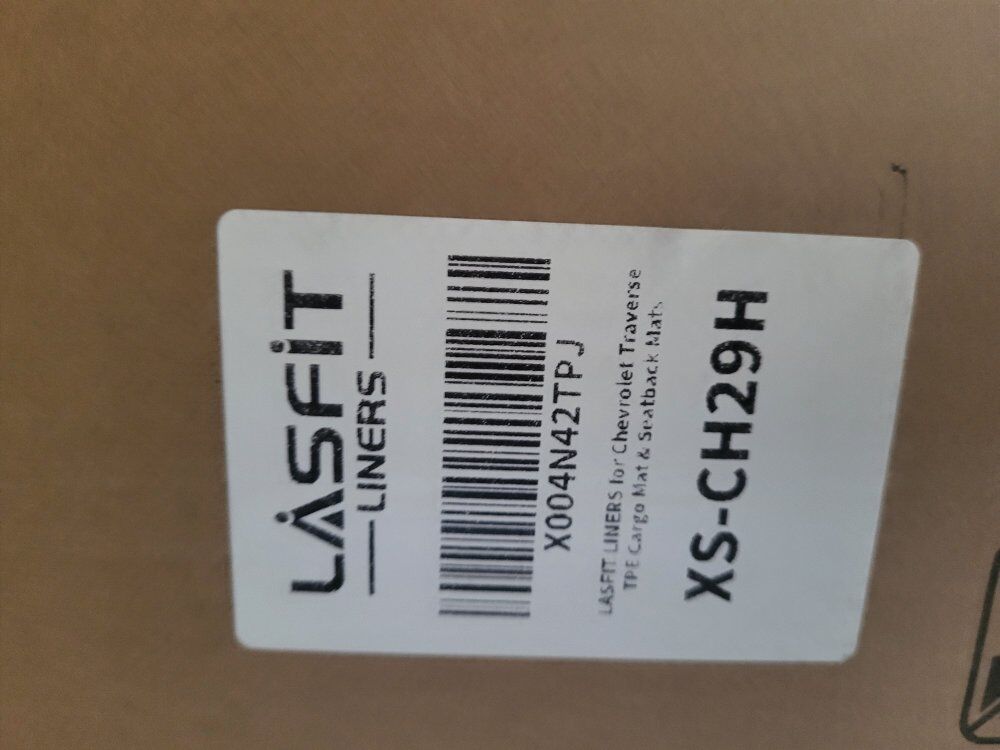 LASFiT
LINERS
X004N42TPJ
LASFIT LINERS for Chevrolet Traverse
TPE Cargo Mat & Seatback Mats
XS-CH29H